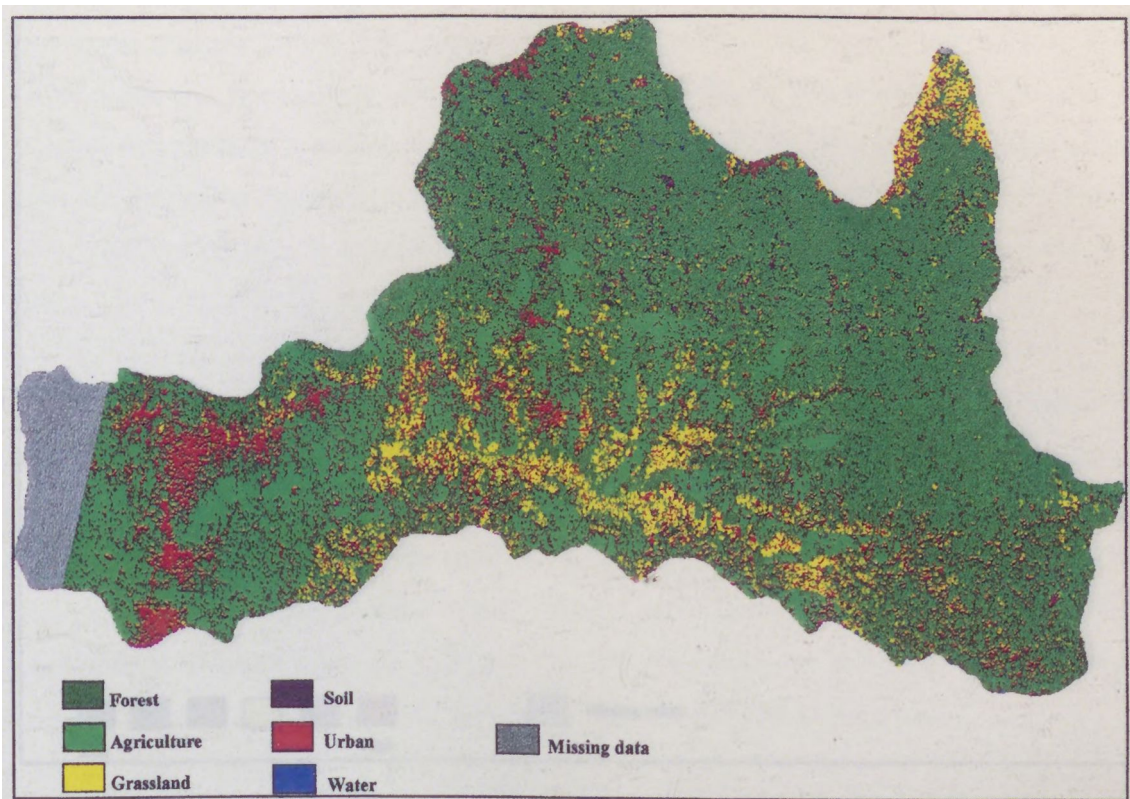 Forest
Agriculture
Grassland
Soil
Urban
Water
Missing data